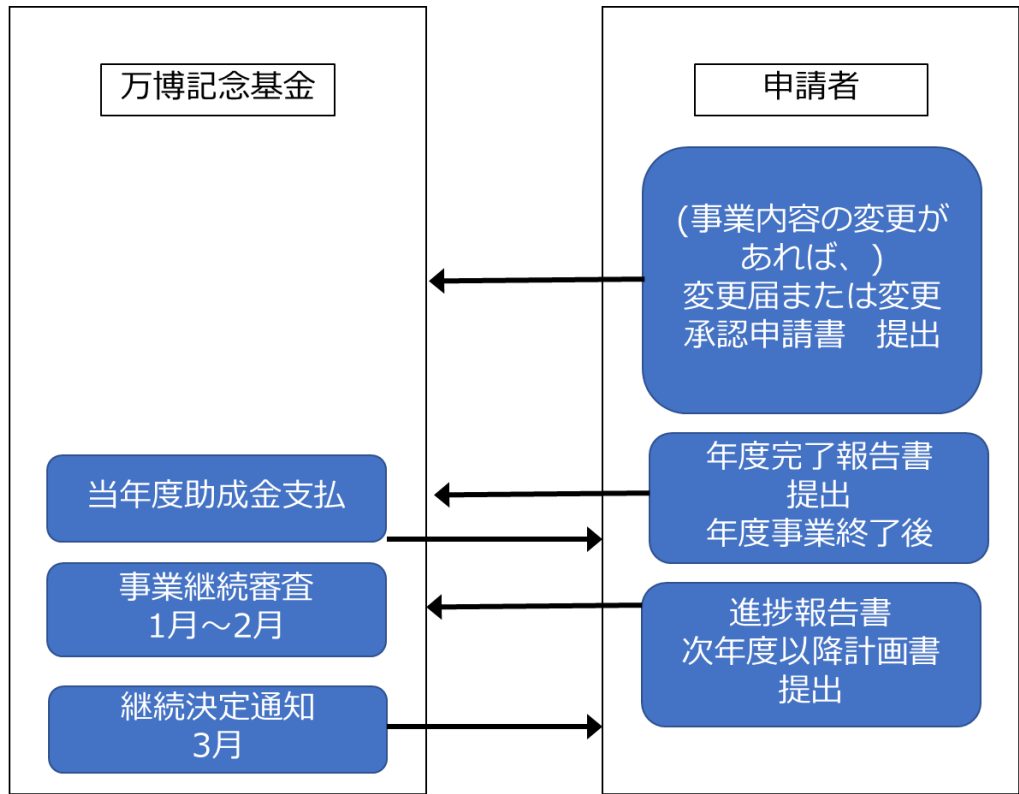 万博記念基金
申請者
(事業内容の変更が
あれば、)
変更届または変更
承認申請書　提出
当年度助成金支払
年度完了報告書
提出
年度事業終了後
事業継続審査
1月～2月
進捗報告書
次年度以降計画書
提出
継続決定通知
3月